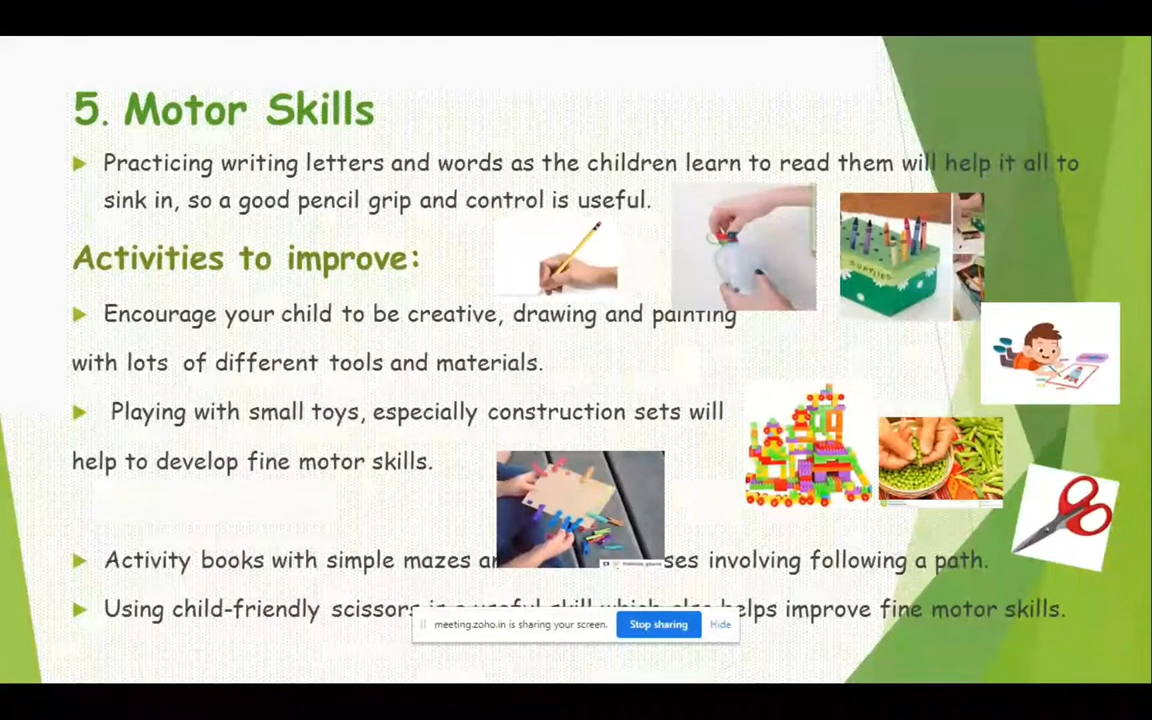 5. Motor Skills
Practicing writing letters and words as the children learn to read them will help it all to
sink in, so a good pencil grip and control is useful.
Activities to improve:
SUPPLIES
Encourage your child to be creative, drawing and painting
with lots of different tools and materials.
Playing with small toys, especially construction sets will
help to develop fine motor skills.
Activity books with simple mazes involving following a path.
Using child-friendly scissors is a useful skill which also helps improve fine motor skills.
meeting.zoho.in is sharing your screen. Stop sharing Hide